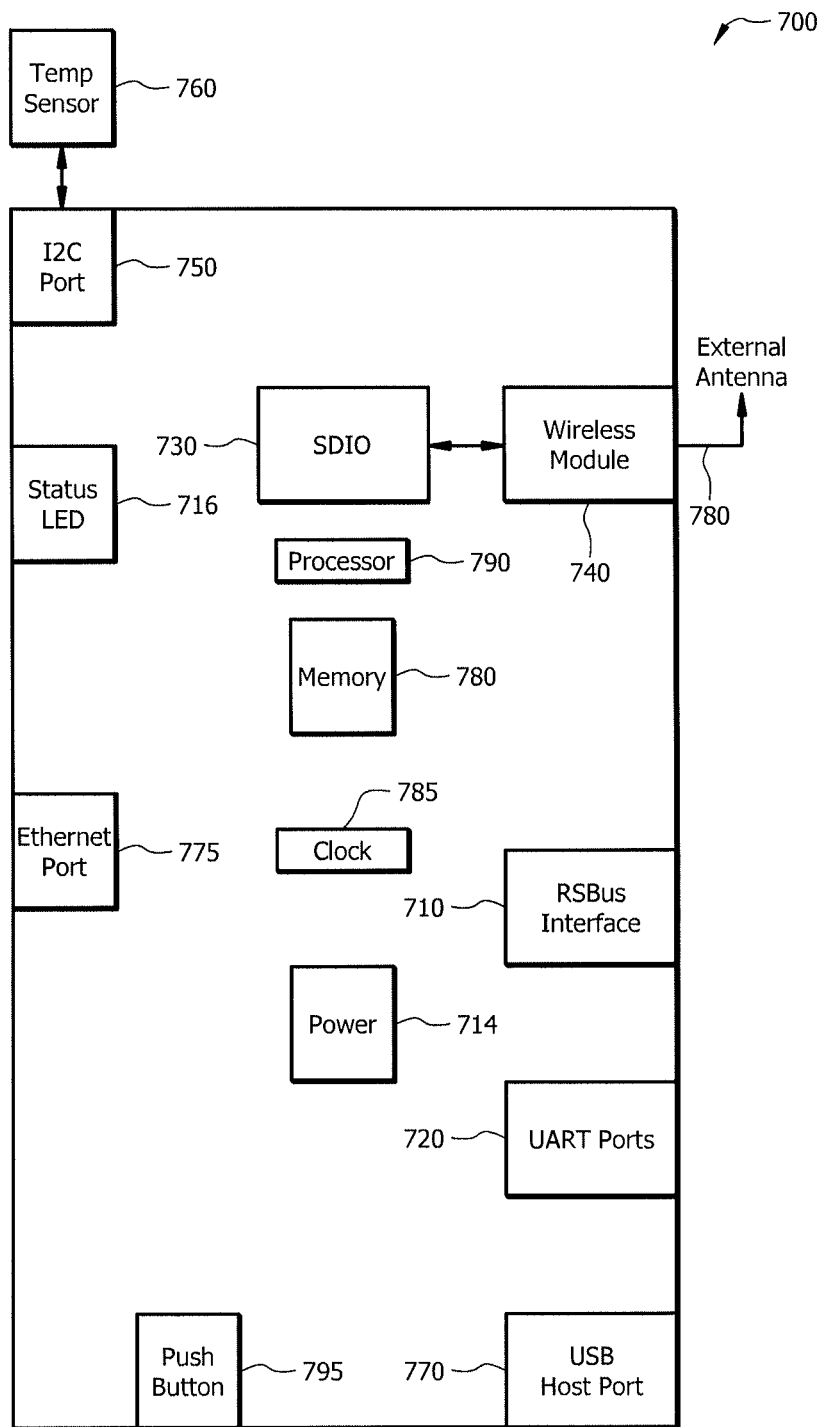 700
Temp
Sensor
760
I2C
Port
750
External
Antenna
730
SDIO
Wireless
Module
780
740
Status
LED
716
Processor
790
Memory
780
785
Clock
Ethernet
Port
775
710
RSBus
Interface
Power
714
720
UART Ports
Push
Button
795
770
USB
Host Port